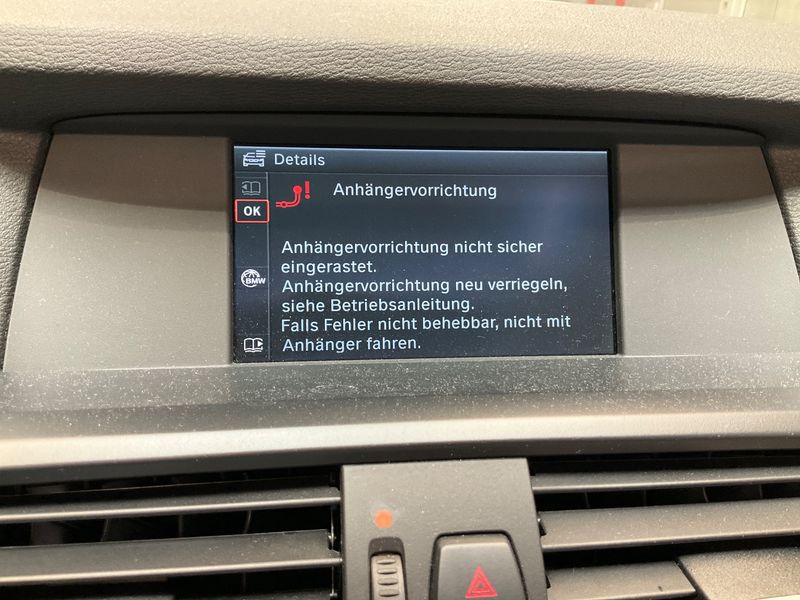 Details
Anhängervorrichtung
OK
Anhängervorrichtung nicht sicher
eingerastet.
BMW
Anhängervorrichtung neu verriegeln,
siehe Betriebsanleitung.
Falls Fehler nicht behebbar, nicht mit
Anhänger fahren.